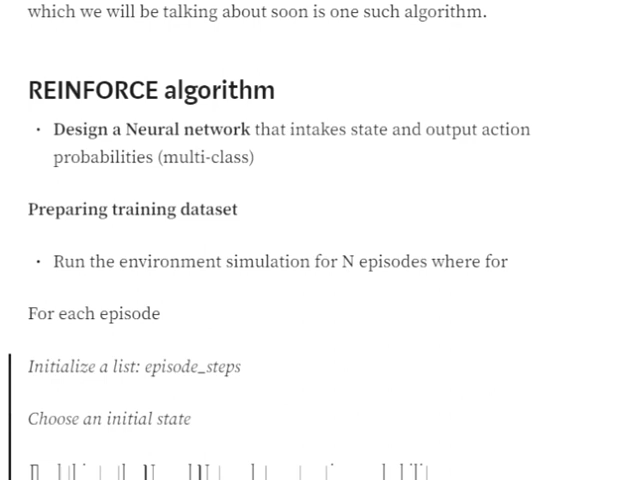 which we will be talking about soon is one such algorithm.
REINFORCE algorithm
• Design a Neural network that intakes state and output action
probabilities (multi-class)
Preparing training dataset
• Run the environment simulation for N episodes where for
For each episode
Initialize a list: episode_steps
Choose an initial state